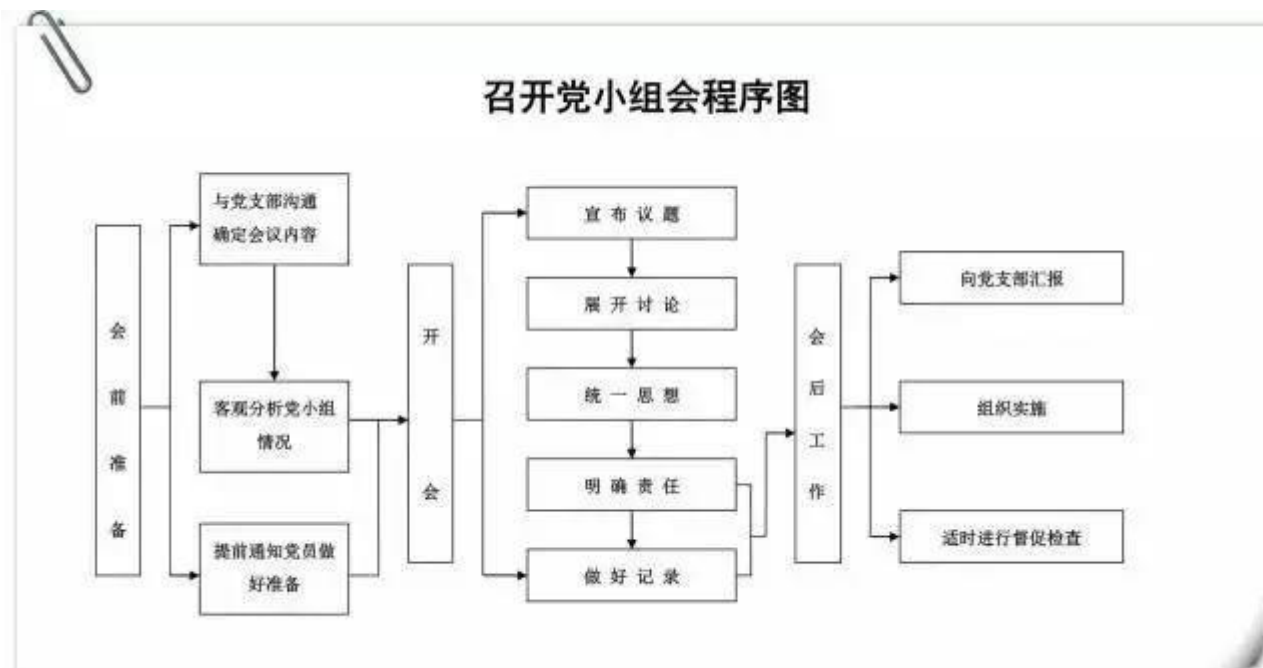 召开党小组会程序图
会前准备
与党支部沟通
确定会议内容
客观分析党小组
情况
提前通知党员做
好准备
开会
宣布议题
展开讨论
统一思想
明确责任
做好记录
会后工作
向党支部汇报
组织实施
适时进行督促检查